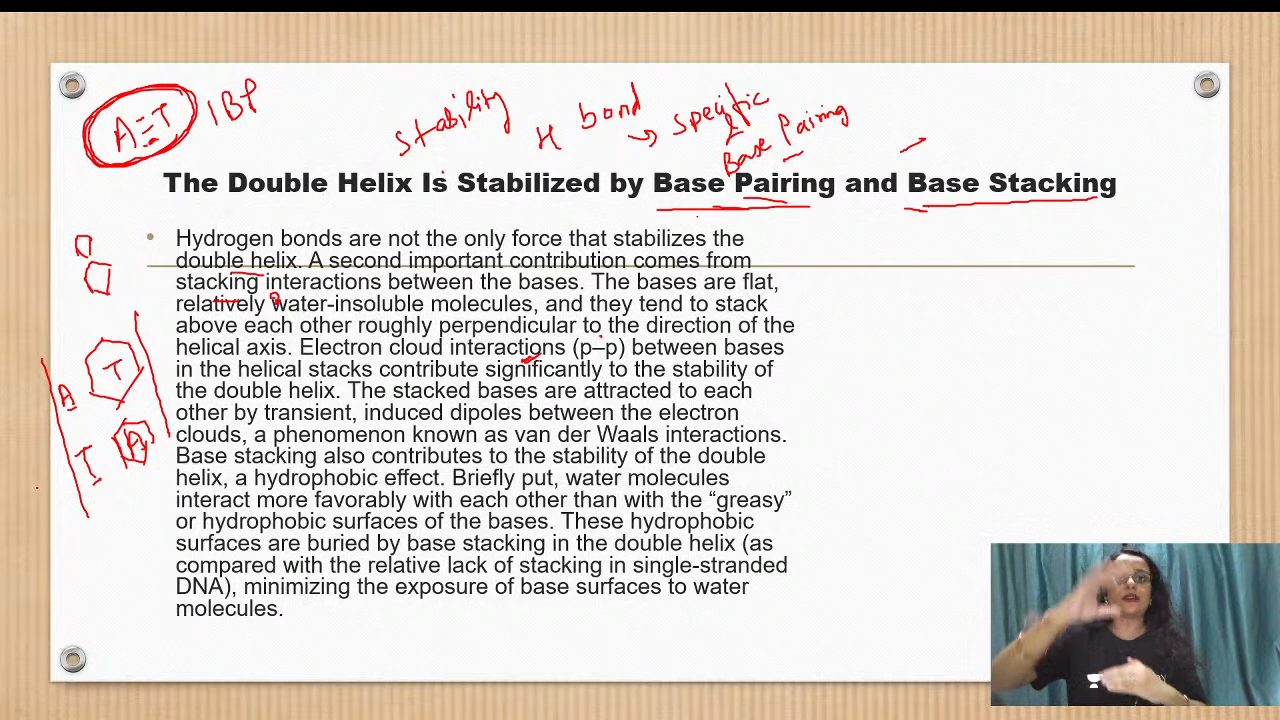 A=T 1BP
stability H bond → specific
&
Base Pairing
The Double Helix Is Stabilized by Base Pairing and Base Stacking
• Hydrogen bonds are not the only force that stabilizes the
double helix. A second important contribution comes from
stacking interactions between the bases. The bases are flat,
relatively water-insoluble molecules, and they tend to stack
above each other roughly perpendicular to the direction of the
helical axis. Electron cloud interactions (p–p) between bases
in the helical stacks contribute significantly to the stability of
the double helix. The stacked bases are attracted to each
other by transient, induced dipoles between the electron
clouds, a phenomenon known as van der Waals interactions.
Base stacking also contributes to the stability of the double
helix, a hydrophobic effect. Briefly put, water molecules
interact more favorably with each other than with the “greasy”
or hydrophobic surfaces of the bases. These hydrophobic
surfaces are buried by base stacking in the double helix (as
compared with the relative lack of stacking in single-stranded
DNA), minimizing the exposure of base surfaces to water
molecules.
A T
T A